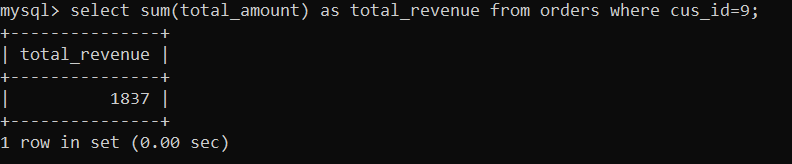 mysql> select sum(total_amount) as total_revenue from orders where cus_id=9;
+---------------+
| total_revenue |
+---------------+
|          1837 |
+---------------+
1 row in set (0.00 sec)